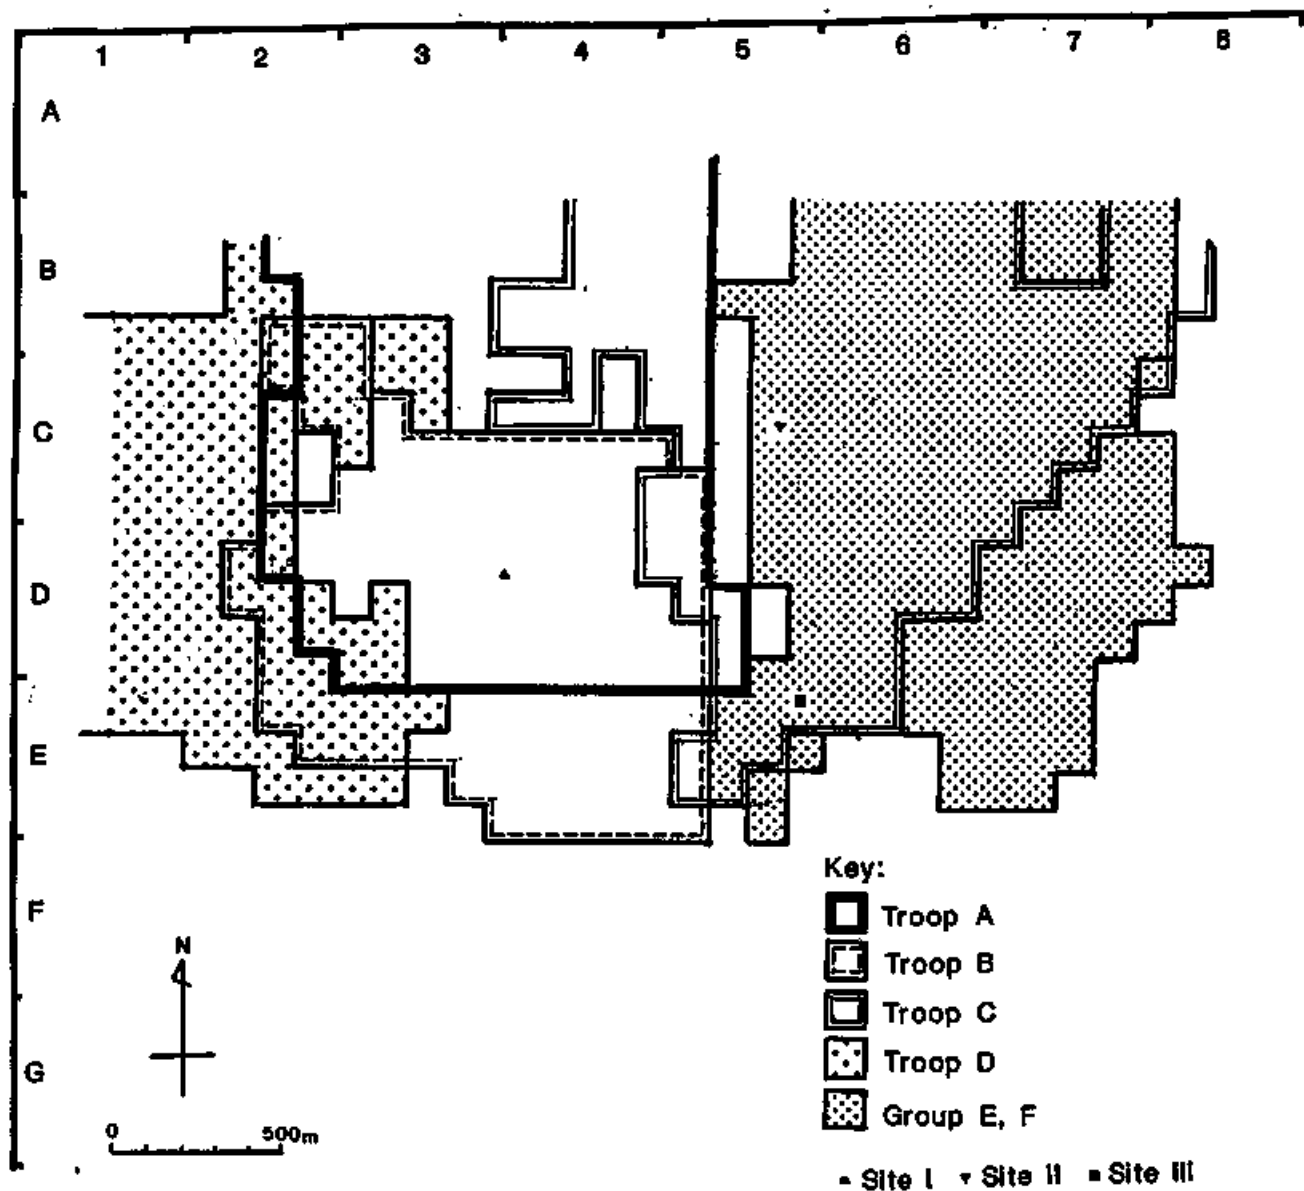 1 2 3 4 5 6 7 8
A
B
C
D
E
F
G
N
0 500m
Key:
Troop A
Troop B
Troop C
Troop D
Group E, F
Site I Site II Site III